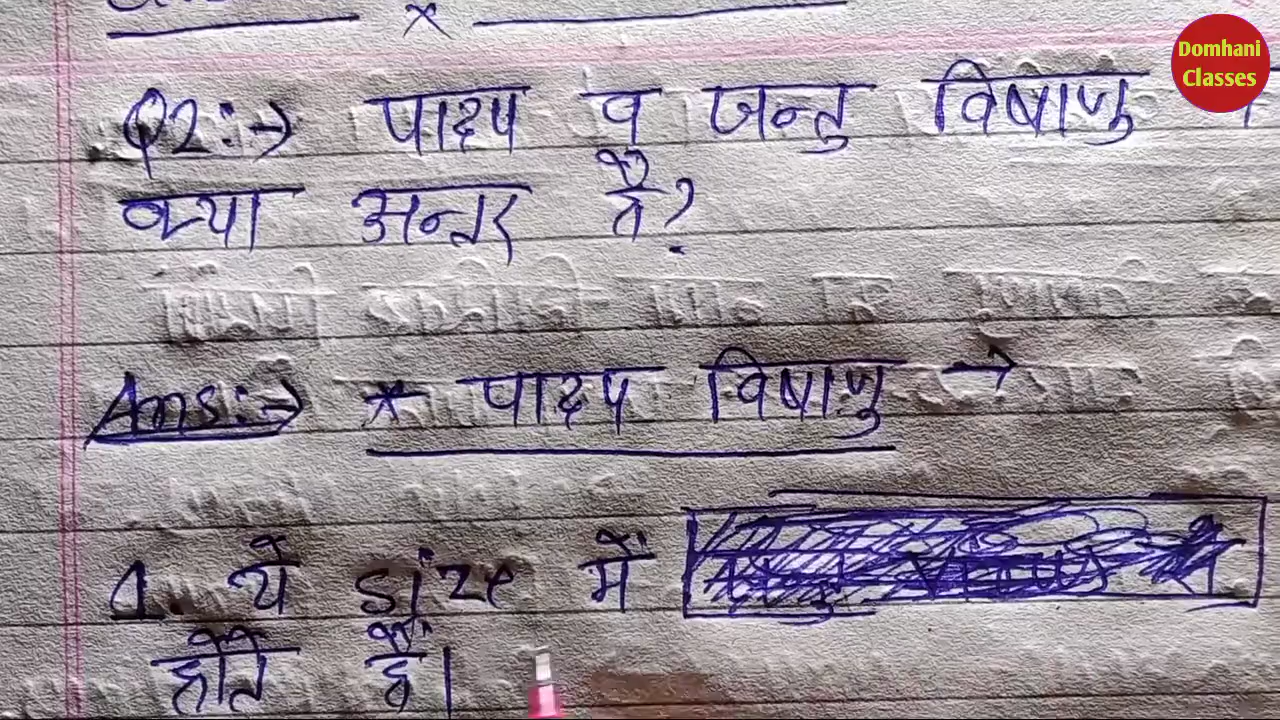 Domhani
Classes
Q2:→ पादप व जन्तु विषाणु
क्या अन्तर है?
Ans:→ * पादप विषाणु →
1. ये size में
होते हैं।